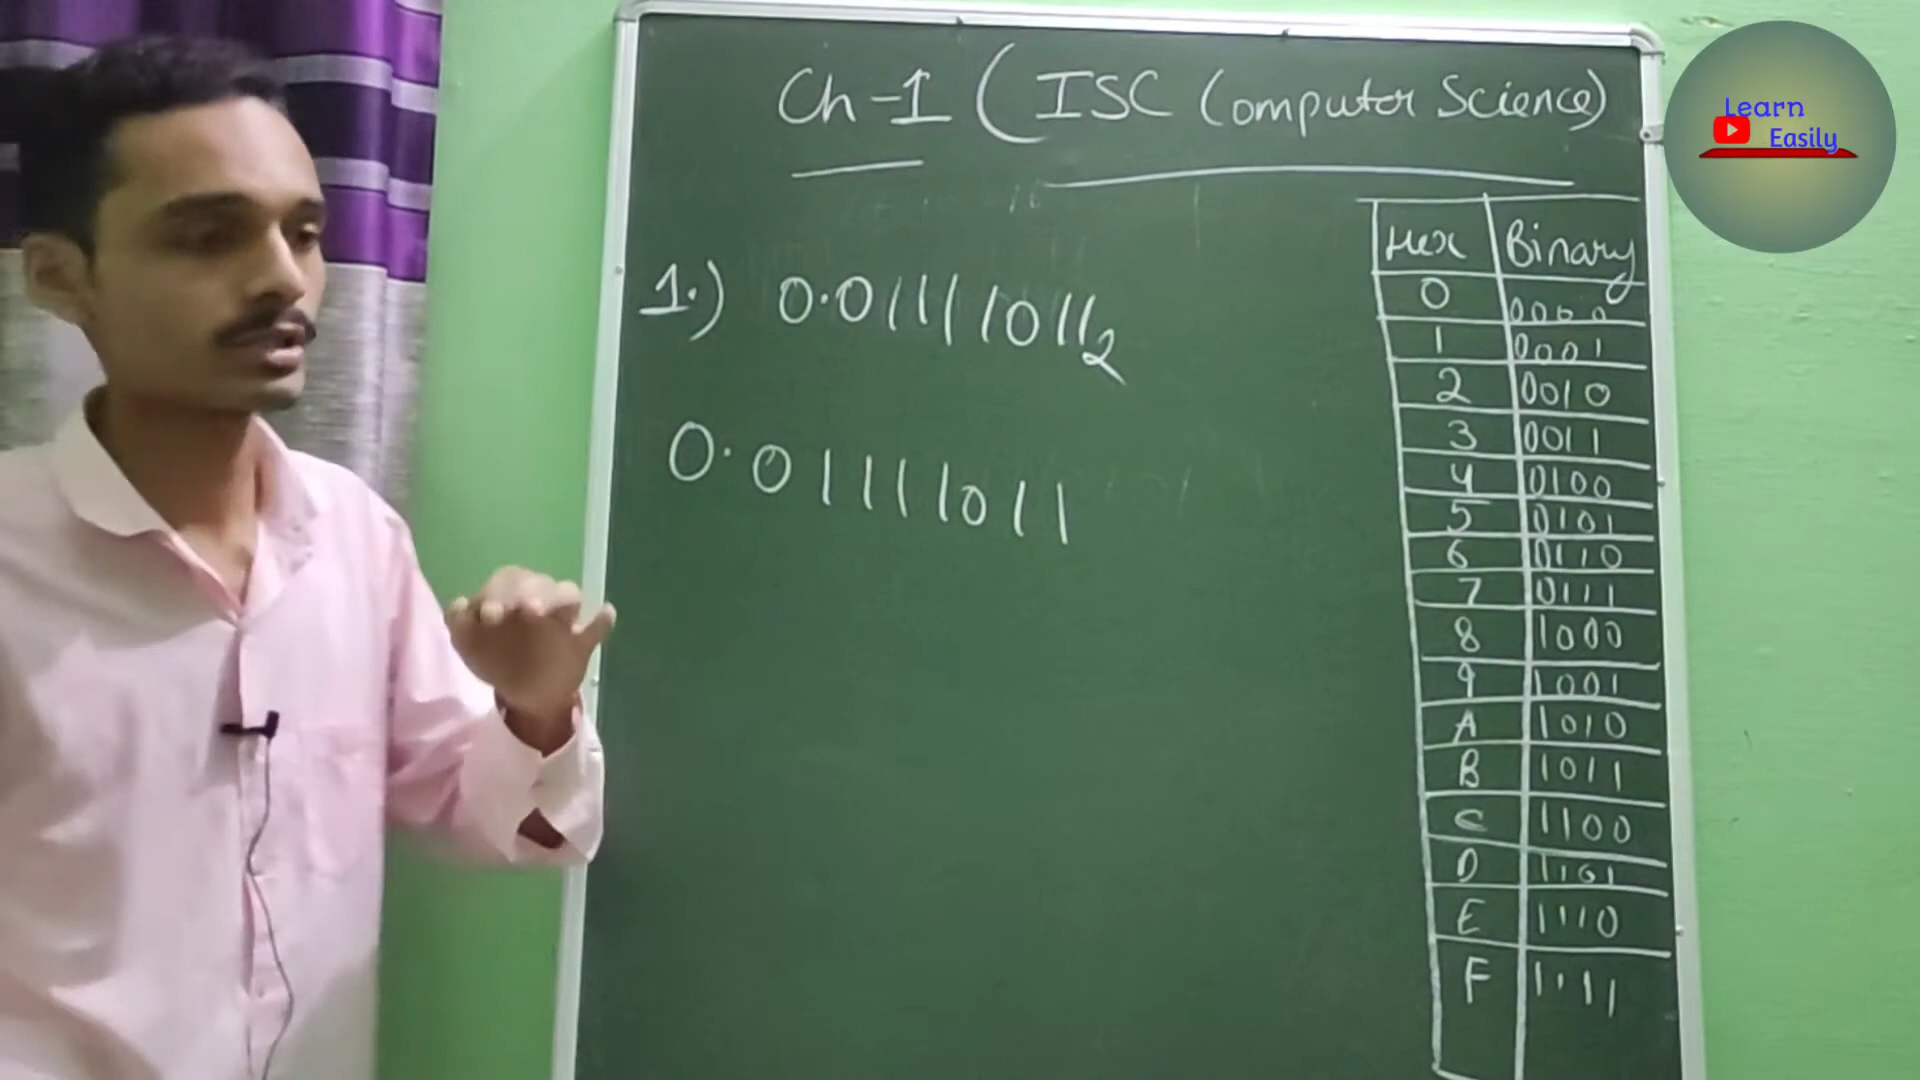 Ch-1 (ISC Computer Science)
1.) 0.01111011₂
0.01111011
Hex Binary
0 0000
1 0001
2 0010
3 0011
4 0100
5 0101
6 0110
7 0111
8 1000
9 1001
A 1010
B 1011
C 1100
D 1101
E 1110
F 1111
Learn
Easily